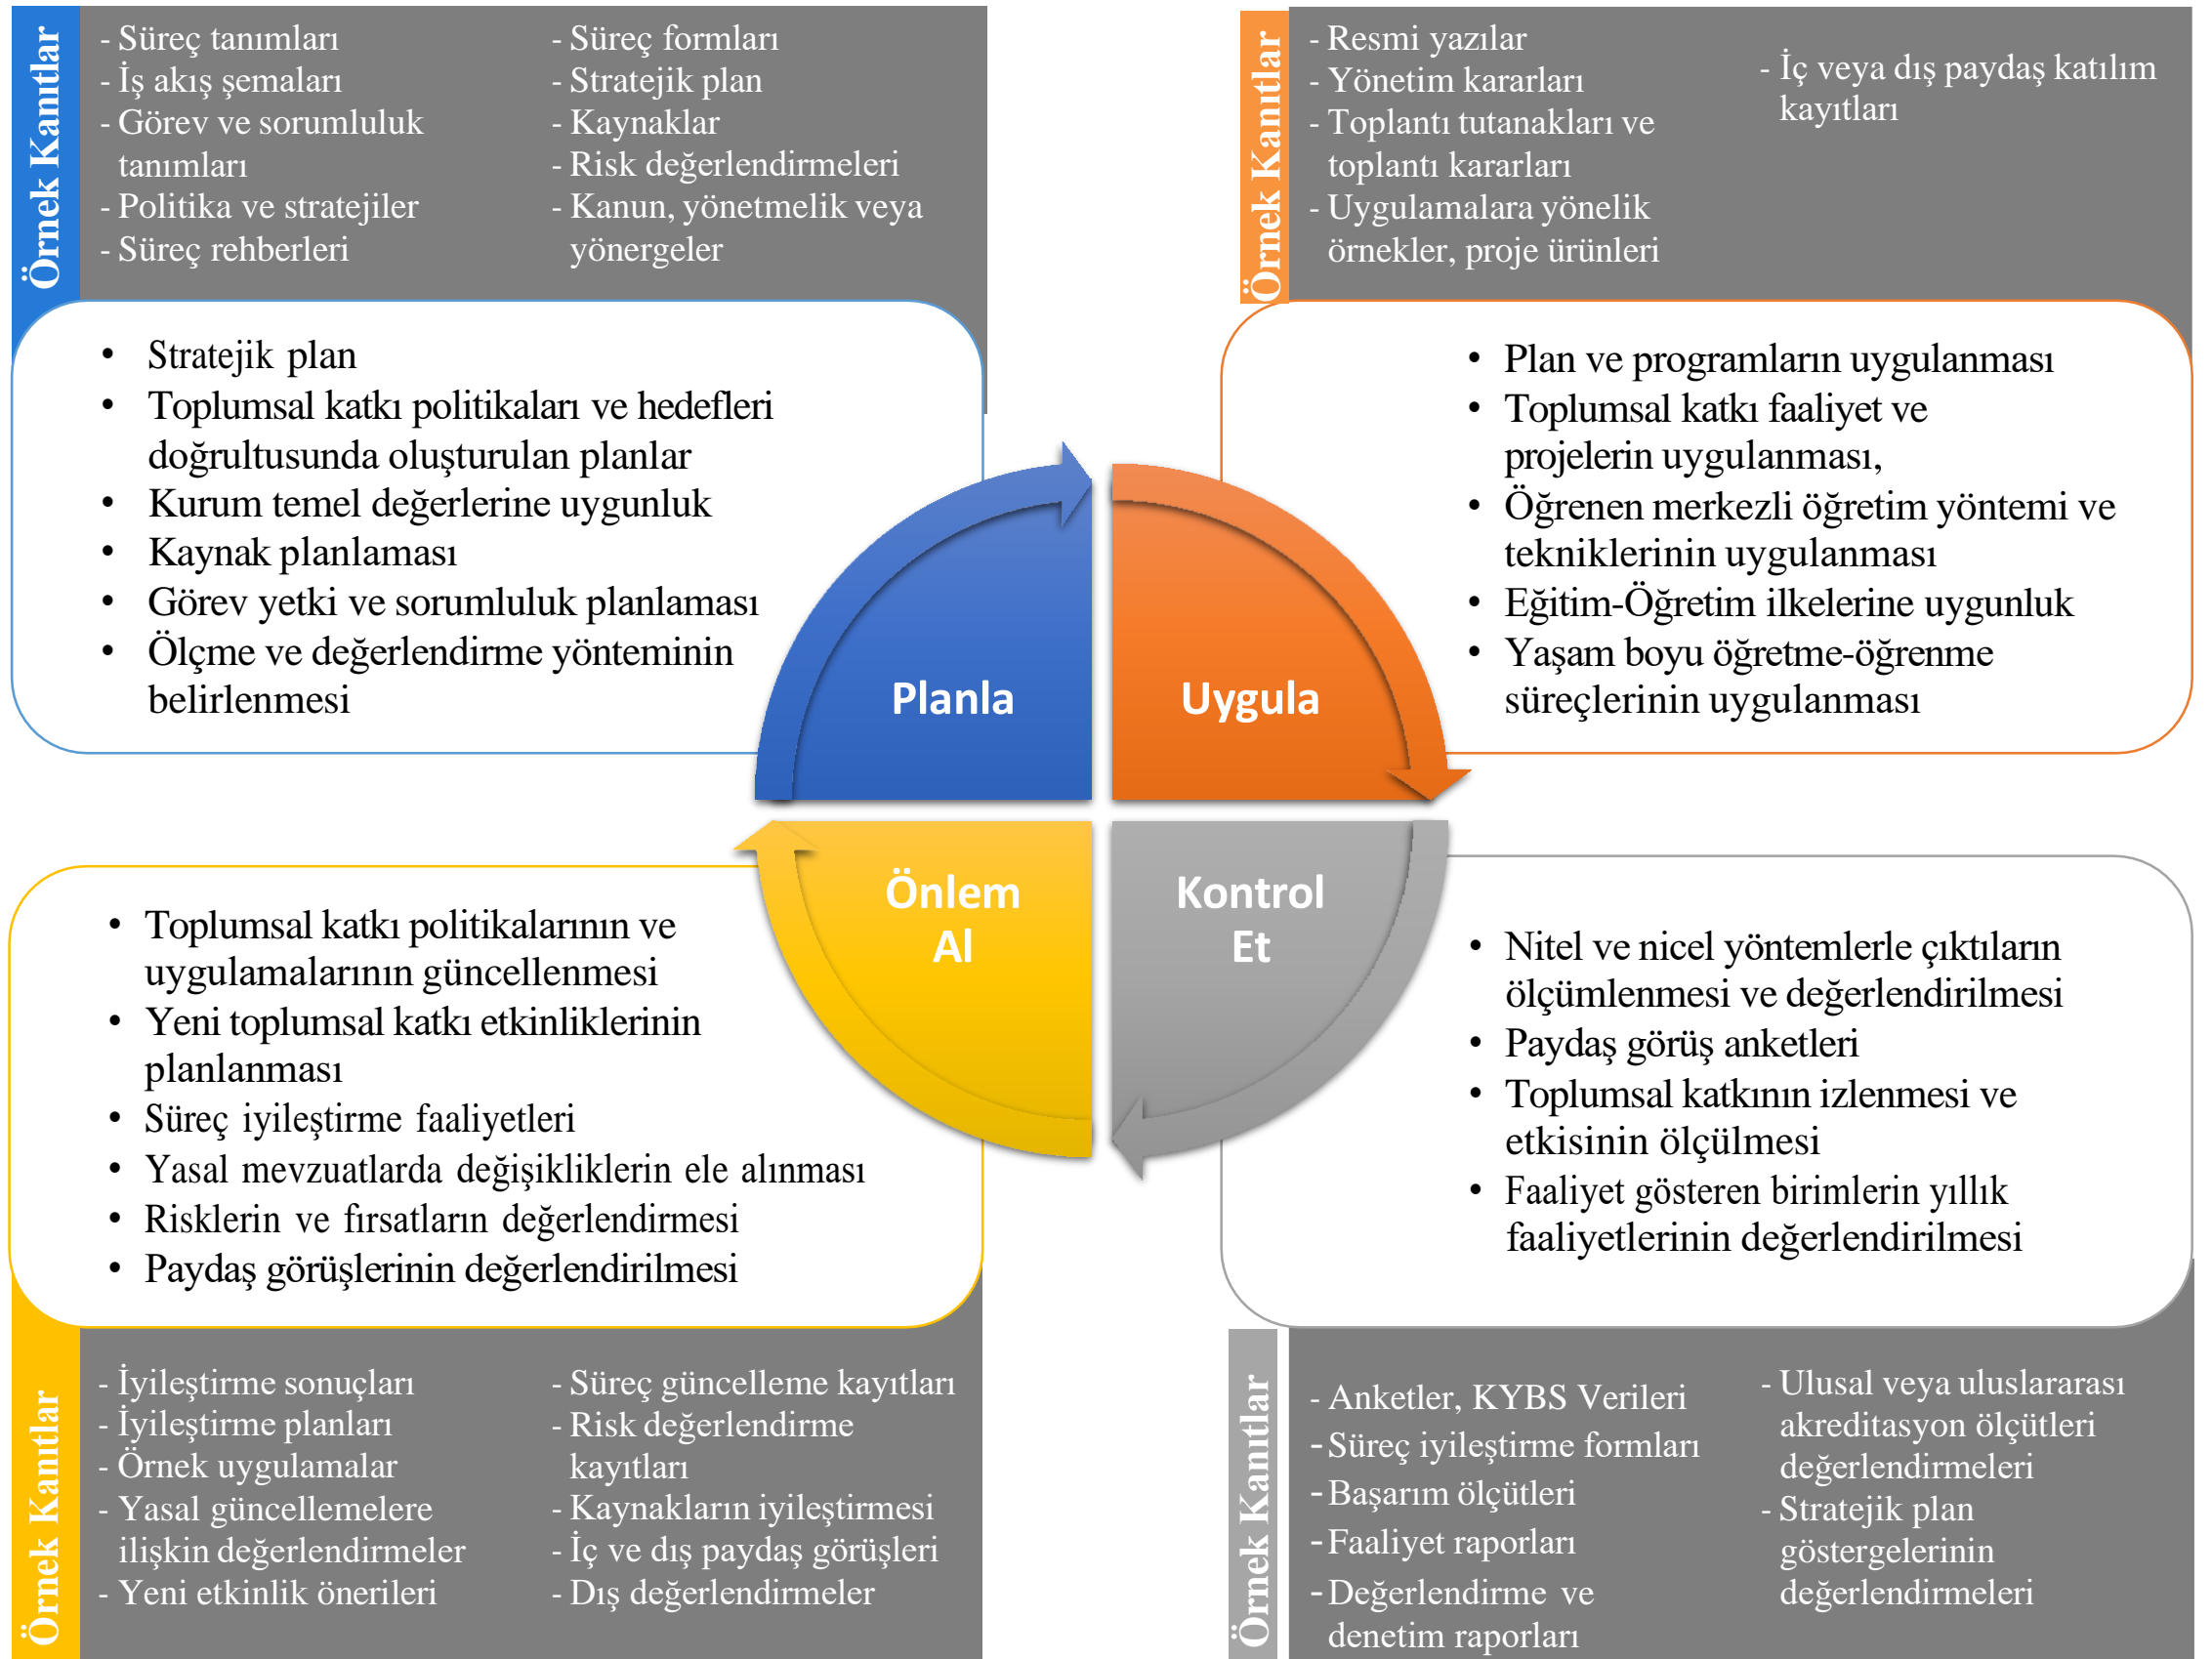 Örnek Kanıtlar
- Süreç tanımları
- İş akış şemaları
- Görev ve sorumluluk
tanımları
- Politika ve stratejiler
- Süreç rehberleri
- Süreç formları
- Stratejik plan
- Kaynaklar
- Risk değerlendirmeleri
- Kanun, yönetmelik veya
yönergeler
• Stratejik plan
• Toplumsal katkı politikaları ve hedefleri
doğrultusunda oluşturulan planlar
• Kurum temel değerlerine uygunluk
• Kaynak planlaması
• Görev yetki ve sorumluluk planlaması
• Ölçme ve değerlendirme yönteminin
belirlenmesi
Planla
Örnek Kanıtlar
- Resmi yazılar
- Yönetim kararları
- Toplantı tutanakları ve
toplantı kararları
- Uygulamalara yönelik
örnekler, proje ürünleri
- İç veya dış paydaş katılım
kayıtları
• Plan ve programların uygulanması
• Toplumsal katkı faaliyet ve
projelerin uygulanması,
• Öğrenen merkezli öğretim yöntemi ve
tekniklerinin uygulanması
• Eğitim-Öğretim ilkelerine uygunluk
• Yaşam boyu öğretme-öğrenme
süreçlerinin uygulanması
Uygula
Önlem
Al
• Toplumsal katkı politikalarının ve
uygulamalarının güncellenmesi
• Yeni toplumsal katkı etkinliklerinin
planlanması
• Süreç iyileştirme faaliyetleri
• Yasal mevzuatlarda değişikliklerin ele alınması
• Risklerin ve fırsatların değerlendirmesi
• Paydaş görüşlerinin değerlendirilmesi
Örnek Kanıtlar
- İyileştirme sonuçları
- İyileştirme planları
- Örnek uygulamalar
- Yasal güncellemelere
ilişkin değerlendirmeler
- Yeni etkinlik önerileri
- Süreç güncelleme kayıtları
- Risk değerlendirme
kayıtları
- Kaynakların iyileştirmesi
- İç ve dış paydaş görüşleri
- Dış değerlendirmeler
Kontrol
Et
• Nitel ve nicel yöntemlerle çıktıların
ölçümlenmesi ve değerlendirilmesi
• Paydaş görüş anketleri
• Toplumsal katkının izlenmesi ve
etkisinin ölçülmesi
• Faaliyet gösteren birimlerin yıllık
faaliyetlerinin değerlendirilmesi
Örnek Kanıtlar
- Anketler, KYBS Verileri
- Süreç iyileştirme formları
- Başarım ölçütleri
- Faaliyet raporları
- Değerlendirme ve
denetim raporları
- Ulusal veya uluslararası
akreditasyon ölçütleri
değerlendirmeleri
- Stratejik plan
göstergelerinin
değerlendirmeleri